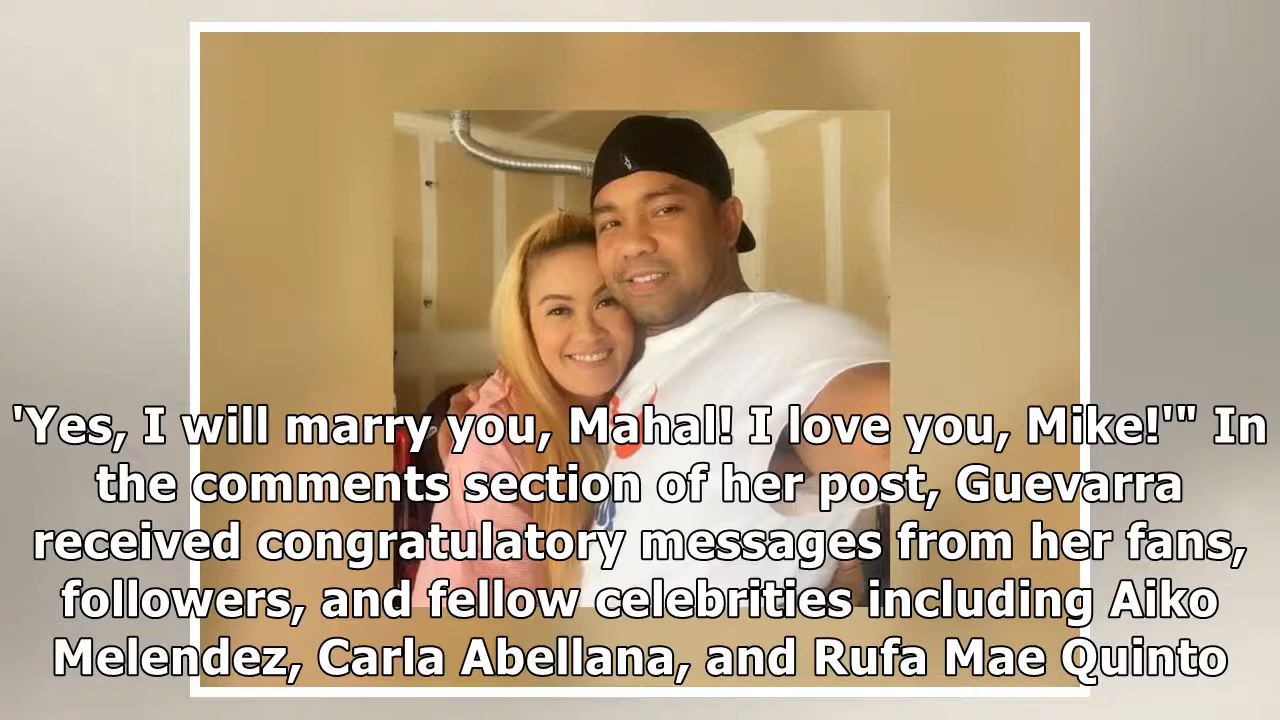 'Yes, I will marry you, Mahal! I love you, Mike!'" In
the comments section of her post, Guevarra
received congratulatory messages from her fans,
followers, and fellow celebrities including Aiko
Melendez, Carla Abellana, and Rufa Mae Quinto